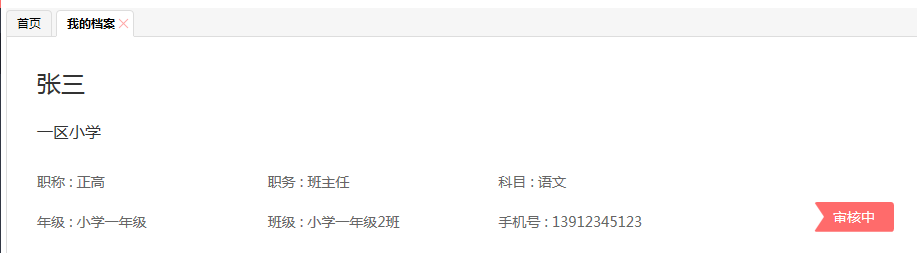 首页 我的档案
张三
一区小学
职称 : 正高 职务 : 班主任 科目 : 语文
年级 : 小学一年级 班级 : 小学一年级2班 手机号 : 13912345123 审核中